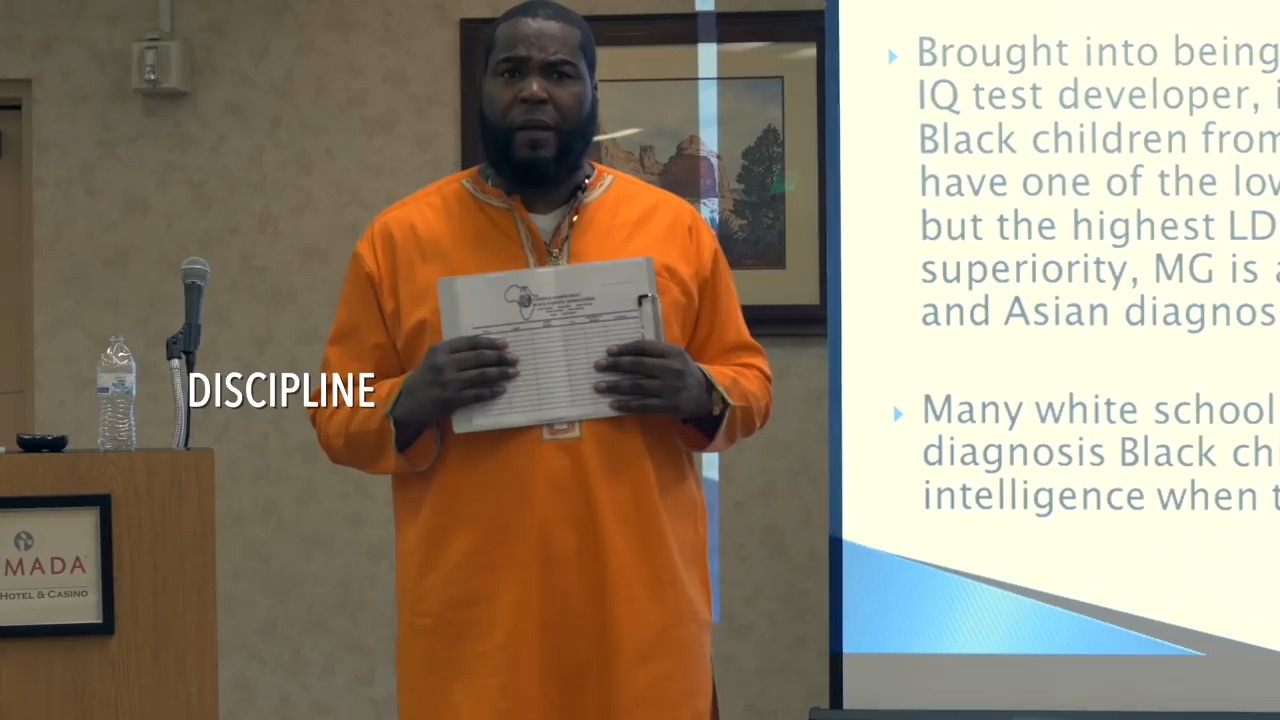 DISCIPLINE
MADA
HOTEL & CASINO
Brought into being
IQ test developer, i
Black children from
have one of the low
but the highest LD
superiority, MG is a
and Asian diagnos
Many white school
diagnosis Black chi
intelligence when t